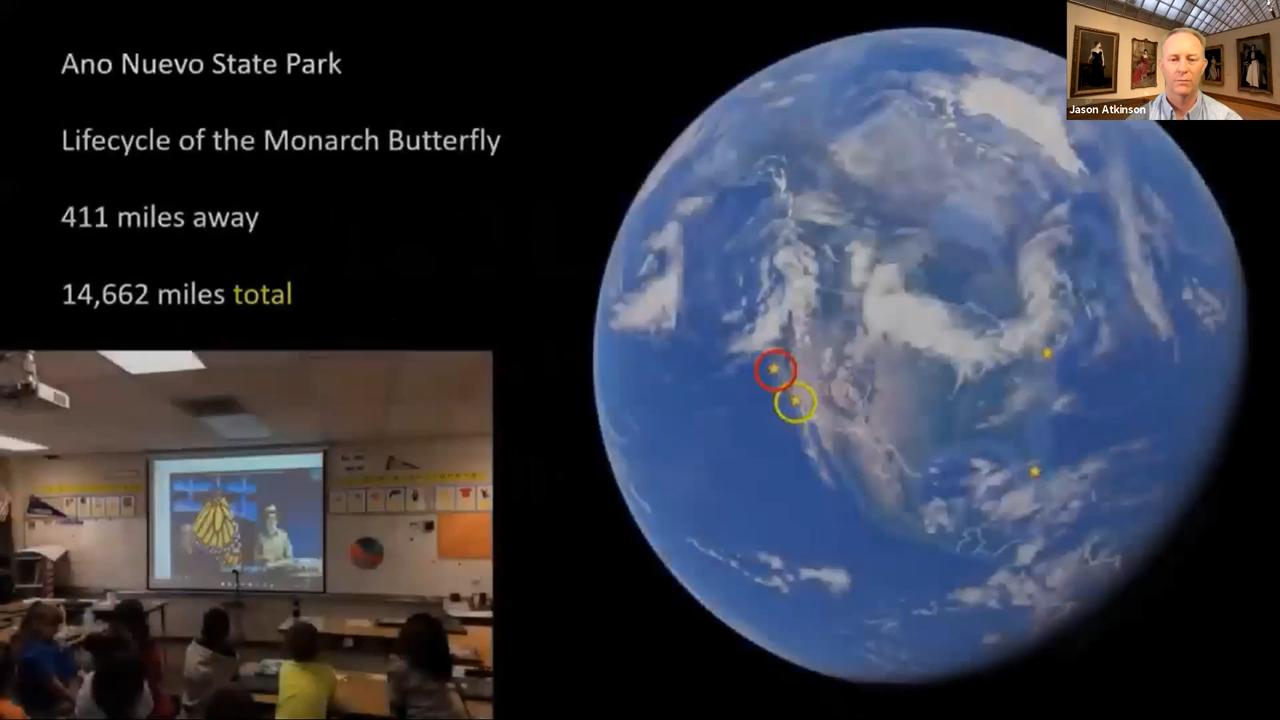 Ano Nuevo State Park
Lifecycle of the Monarch Butterfly
411 miles away
14,662 miles total
Jason Atkinson